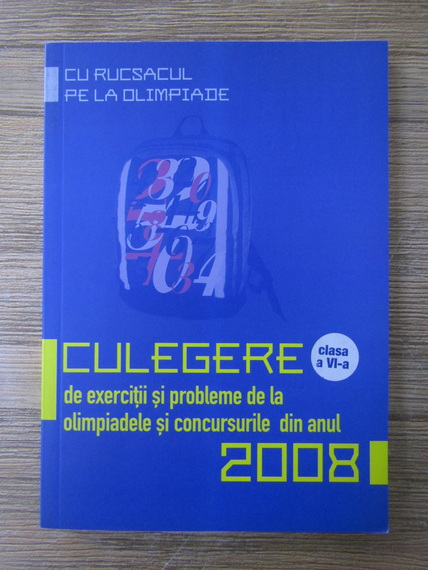 CU RUCSACUL
PE LA OLIMPIADE
CULEGERE
clasa
a VI-a
de exerciții și probleme de la
olimpiadele și concursurile din anul
2008